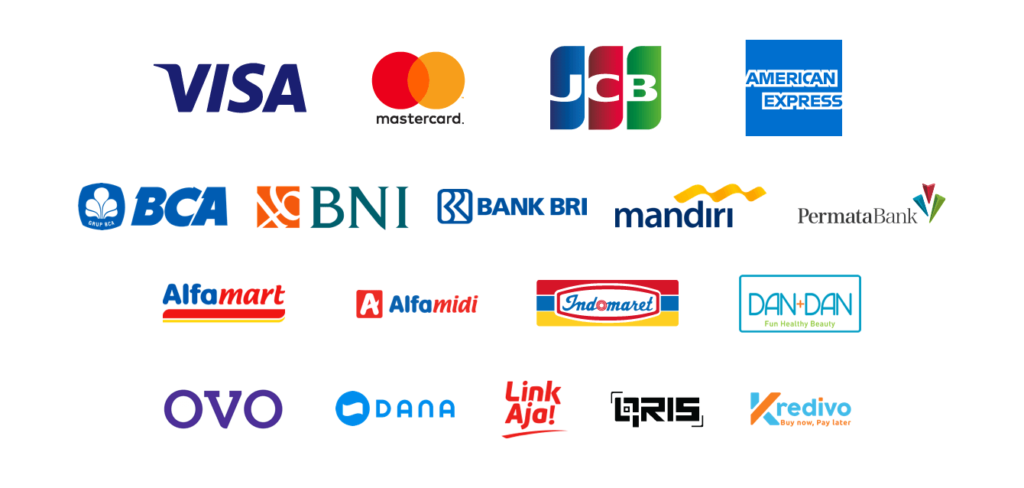 VISA
mastercard.
JCB
AMERICAN
EXPRESS
GRUP BCA
BCA
BNI
BANK BRI
mandiri
PermataBank
Alfamart
Alfamidi
Indomaret
DAN+DAN
Fun Healthy Beauty
OVO
DANA
Link
Aja!
QRIS
Kredivo
Buy now, Pay later